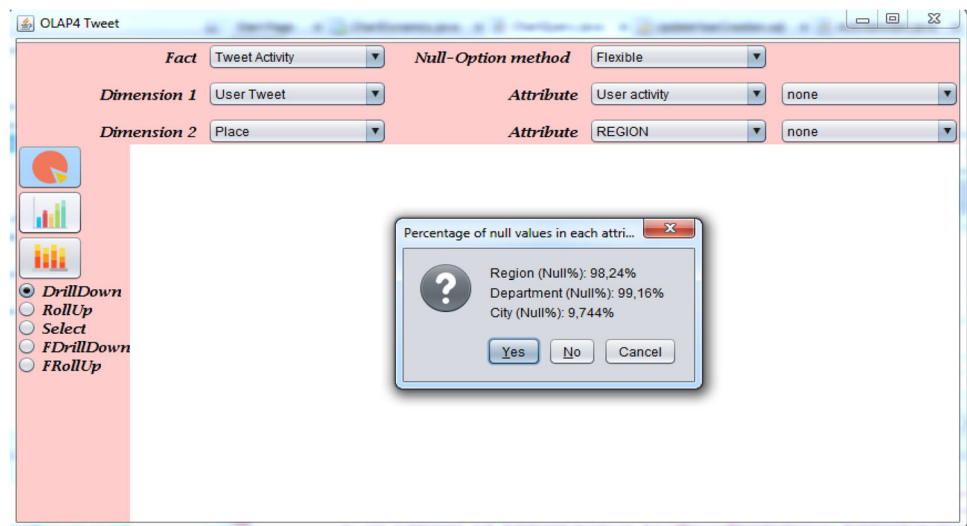 OLAP4 Tweet
Fact Tweet Activity Null-Option method Flexible
Dimension 1 User Tweet Attribute User activity none
Dimension 2 Place Attribute REGION none
Percentage of null values in each attri...
Region (Null%): 98,24%
Department (Null%): 99,16%
City (Null%): 9,744%
Yes No Cancel
DrillDown
RollUp
Select
FDrillDown
FRollUp